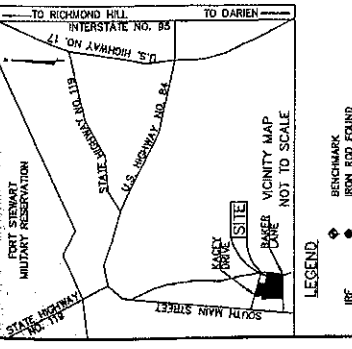 TO RICHMOND HILL
TO DARIEN
INTERSTATE NO. 95
U.S. HIGHWAY NO. 17
FORT STEWART
MILITARY RESERVATION
STATE HIGHWAY NO. 119
U.S. HIGHWAY NO. 84
STATE HIGHWAY
NO. 119
KACEY
DRIVE
SITE
BAKER
LANE
SOUTH MAIN STREET
VICINITY MAP
NOT TO SCALE
LEGEND
BENCHMARK
IRF
IRON ROD FOUND